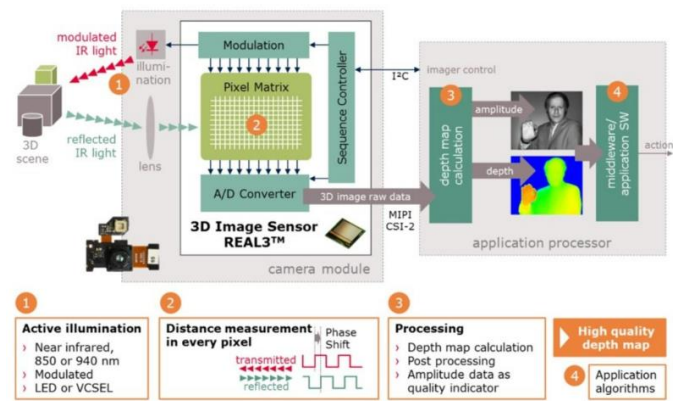 modulated
IR light
illumi-
nation
Modulation
Pixel Matrix
Sequence Controller
1
2
3D
scene
reflected
IR light
lens
A/D Converter
3D image raw data
3D Image Sensor
REAL3™
camera module
I²C
imager control
MIPI
CSI-2
3
amplitude
depth map
calculation
depth
4
middleware/
application SW
action
application processor
1
Active illumination
› Near infrared,
850 or 940 nm
› Modulated
› LED or VCSEL
2
Distance measurement
in every pixel
Phase
Shift
transmitted
reflected
3
Processing
› Depth map calculation
› Post processing
› Amplitude data as
quality indicator
High quality
depth map
4
Application
algorithms